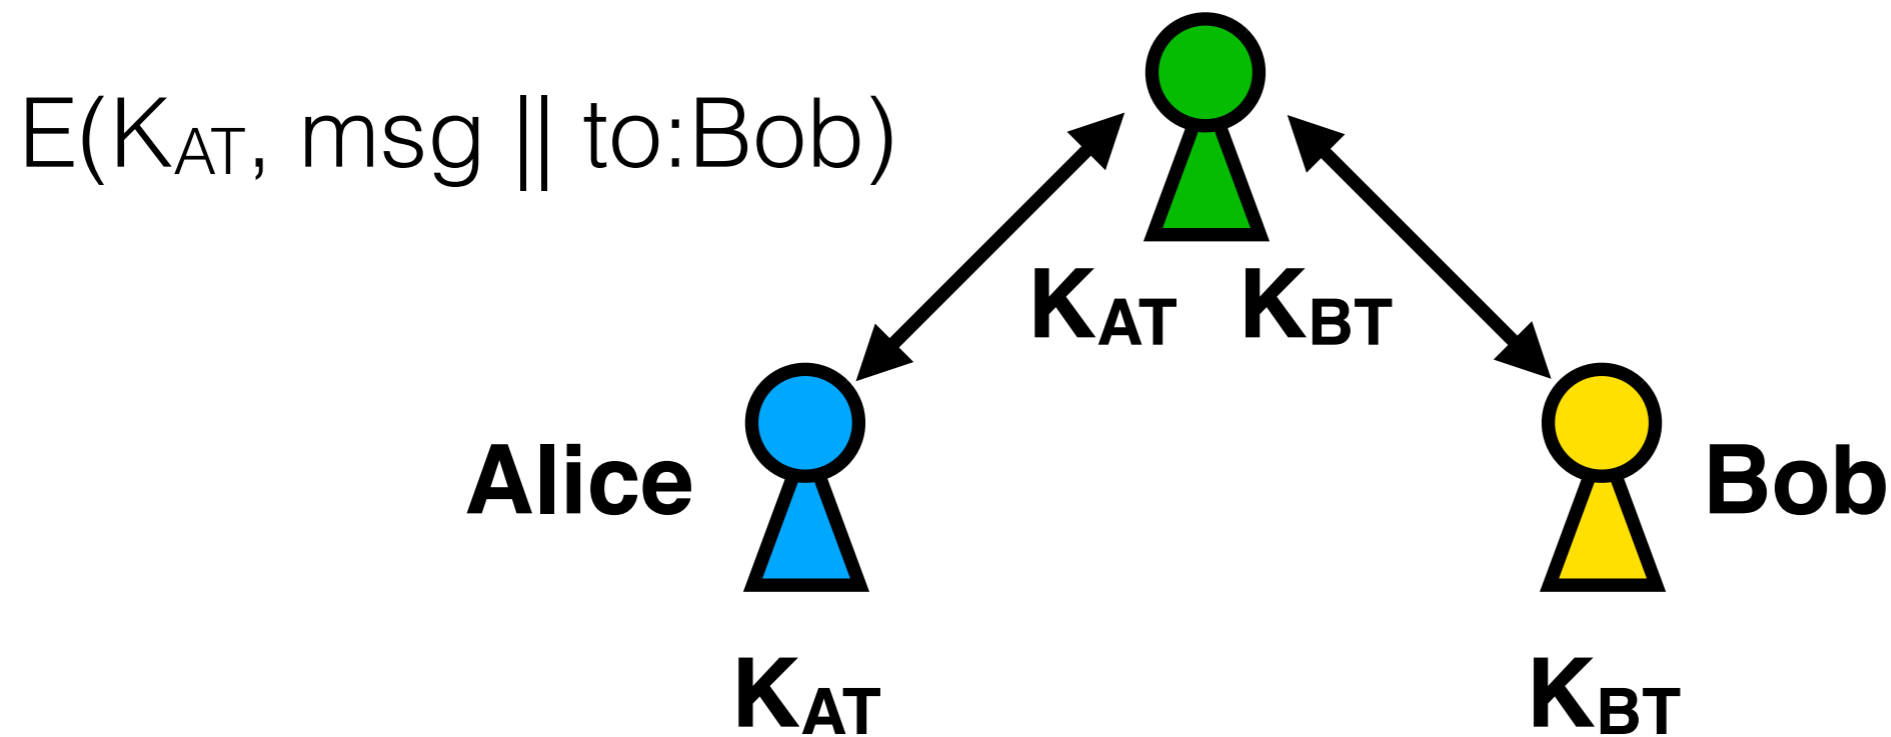 E(KAT, msg || to:Bob)
KAT KBT
Alice
Bob
KAT
KBT